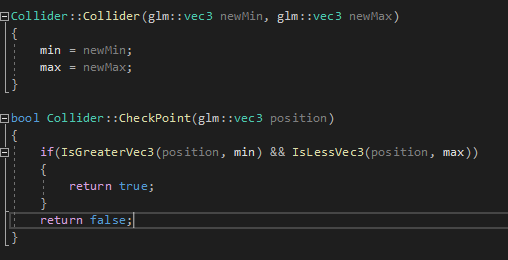 Collider::Collider(glm::vec3 newMin, glm::vec3 newMax)
{
    min = newMin;
    max = newMax;
}
bool Collider::CheckPoint(glm::vec3 position)
{
    if(IsGreaterVec3(position, min) && IsLessVec3(position, max))
    {
        return true;
    }
    return false;
}